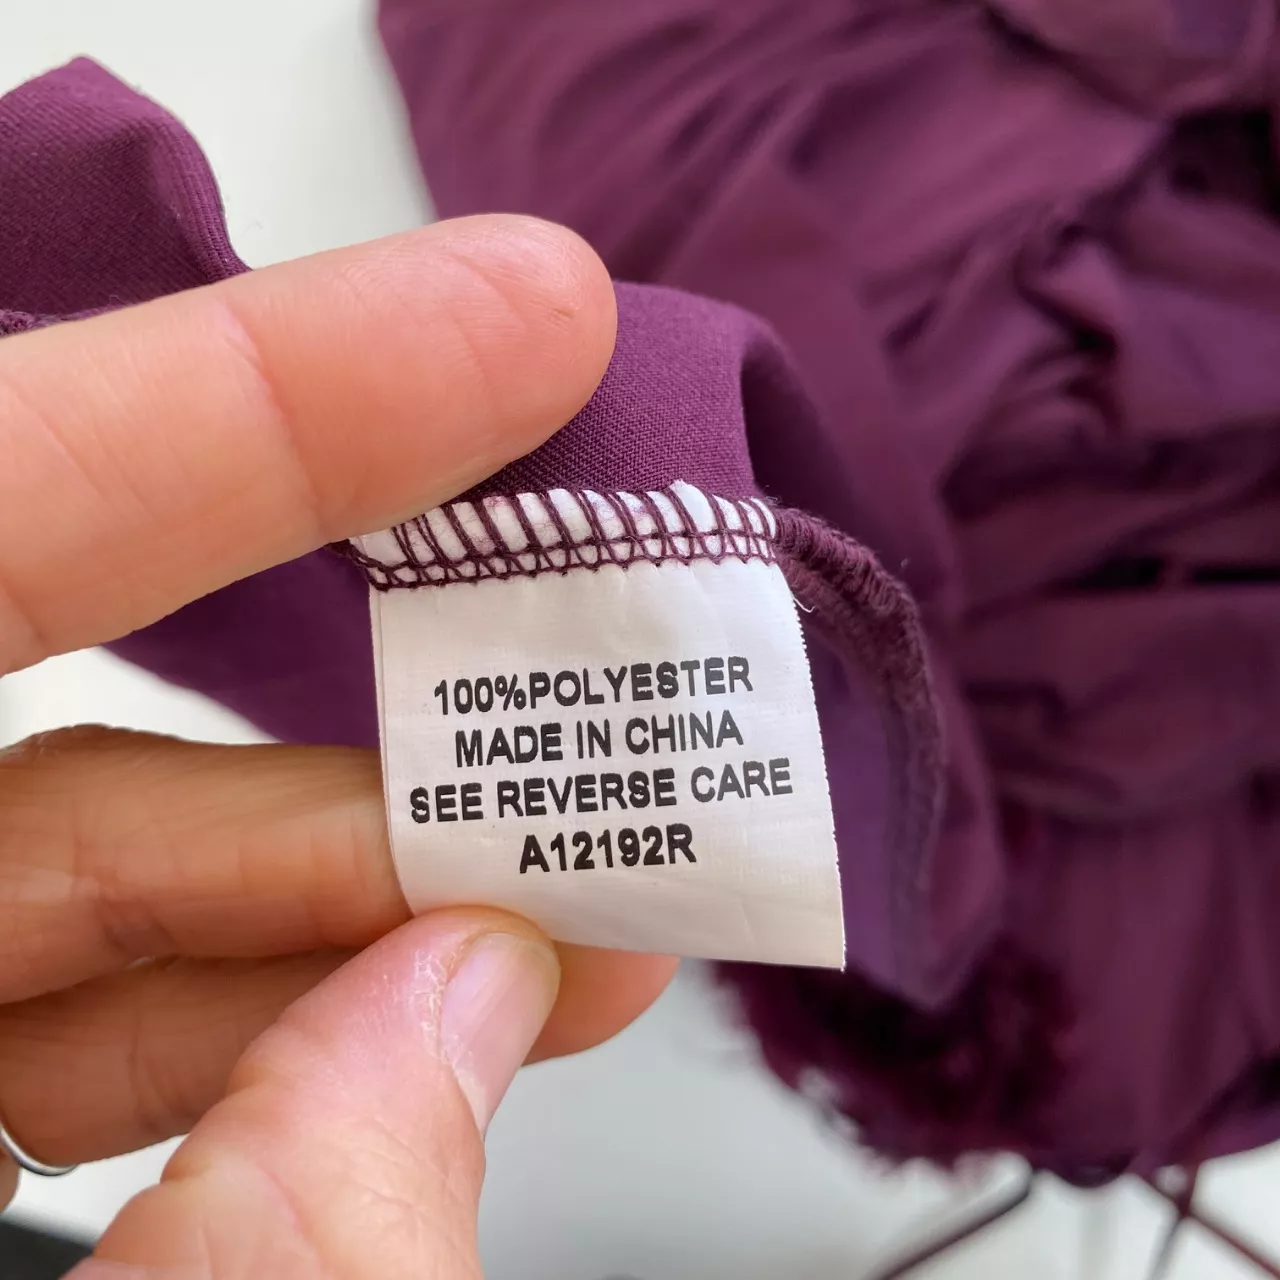 100%POLYESTER
MADE IN CHINA
SEE REVERSE CARE
A12192R